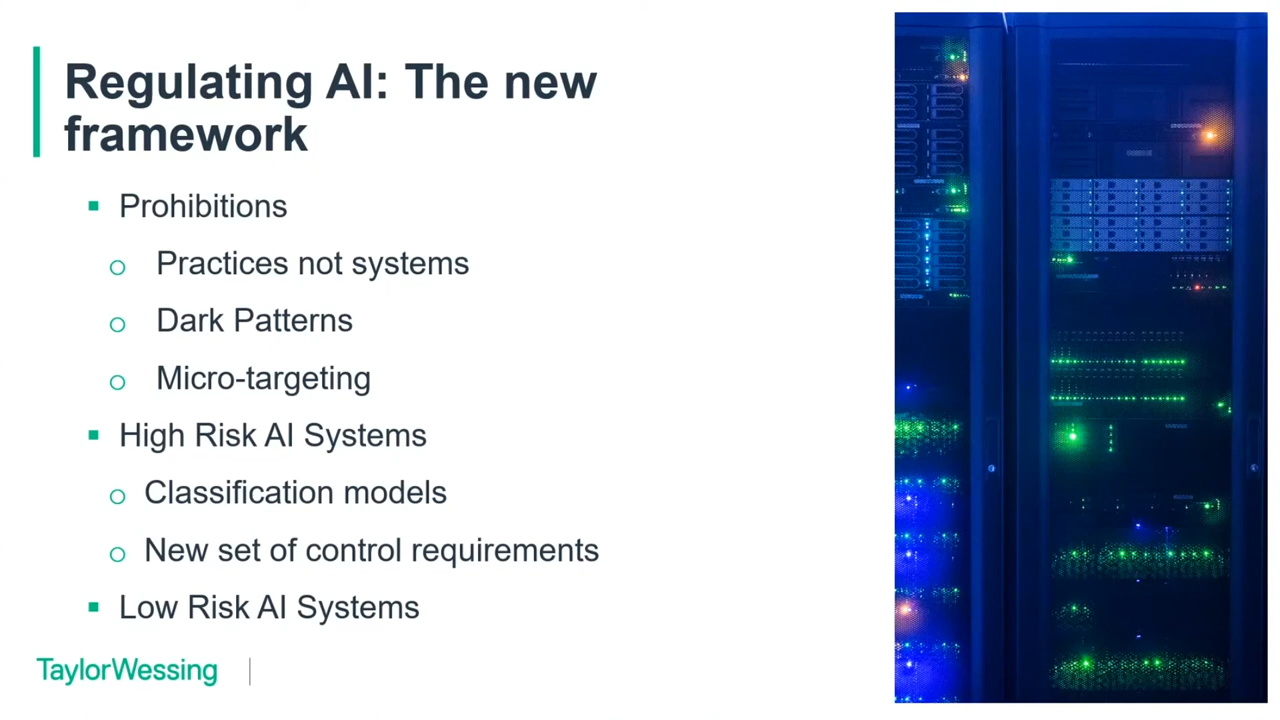 Regulating AI: The new
framework
Prohibitions
Practices not systems
Dark Patterns
Micro-targeting
High Risk AI Systems
Classification models
New set of control requirements
Low Risk AI Systems
TaylorWessing